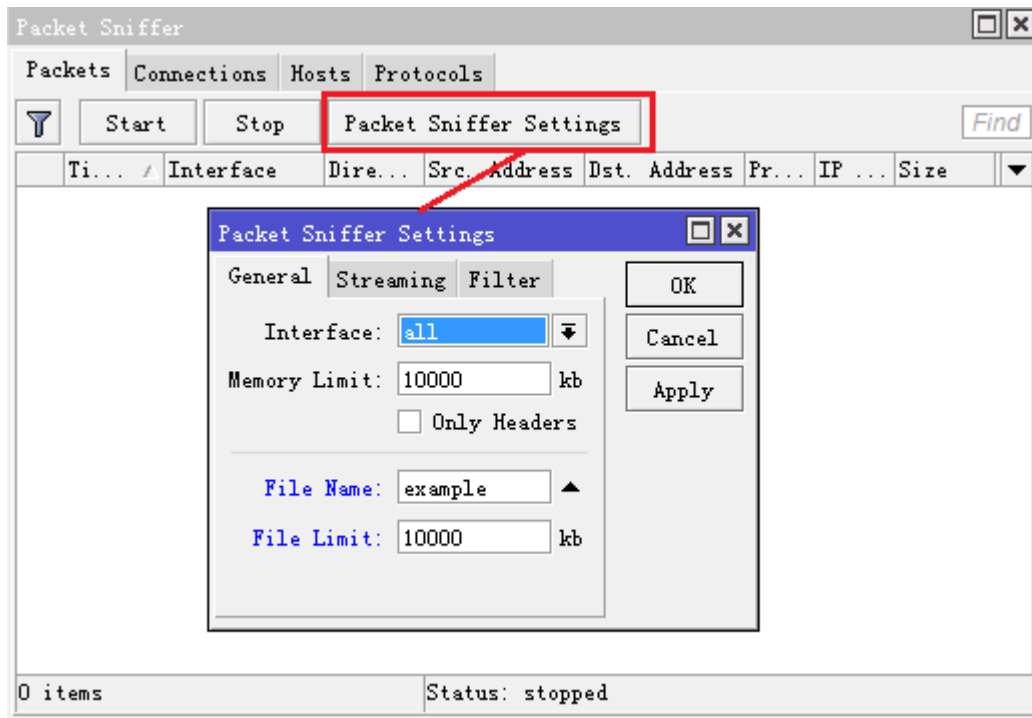 Packet Sniffer
Packets Connections Hosts Protocols
Start Stop Packet Sniffer Settings Find
Ti... Interface Dire... Src. Address Dst. Address Pr... IP ... Size
Packet Sniffer Settings
General Streaming Filter
OK
Interface: all
Cancel
Memory Limit: 10000 kb
Apply
Only Headers
File Name: example
File Limit: 10000 kb
0 items Status: stopped